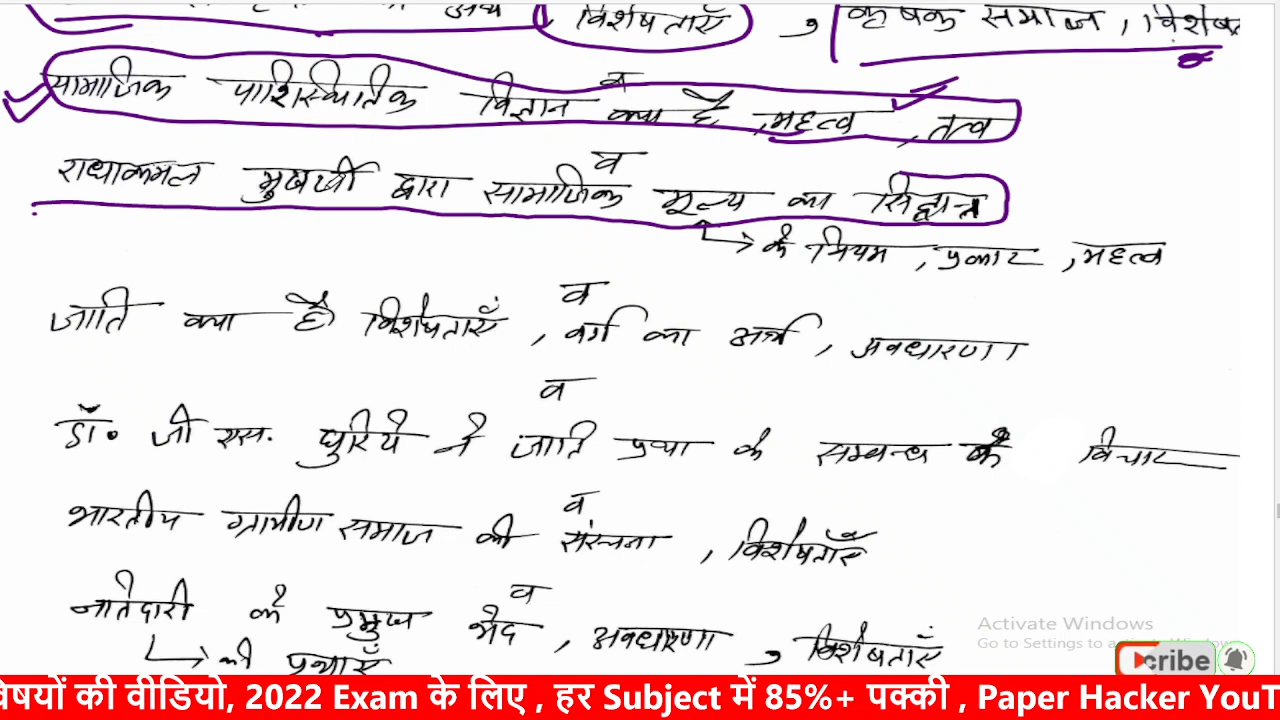 विशेषताएँ , कृषक समाज , विशेष
सामाजिक पारिस्थितिक विज्ञान व क्या है , महत्व , तत्व
राधाकमल मुखर्जी द्वारा सामाजिक व मूल्य का सिद्धान्त
के नियम , प्रकार , महत्व
जाति क्या है विशेषताएँ , व वर्ग का अर्थ , अवधारणा
व
डॉ. जी एस. घुरिये ने जाति प्रथा के सम्बन्ध के विचार
भारतीय ग्रामीण समाज की व संरचना , विशेषताएँ
नातेदारी के प्रमुख व भेद , अवधारणा , विशेषताएँ
की प्रथाएँ
Activate Windows
Go to Settings to a
cribe
विषयों की वीडियो, 2022 Exam के लिए , हर Subject में 85%+ पक्की , Paper Hacker YouT